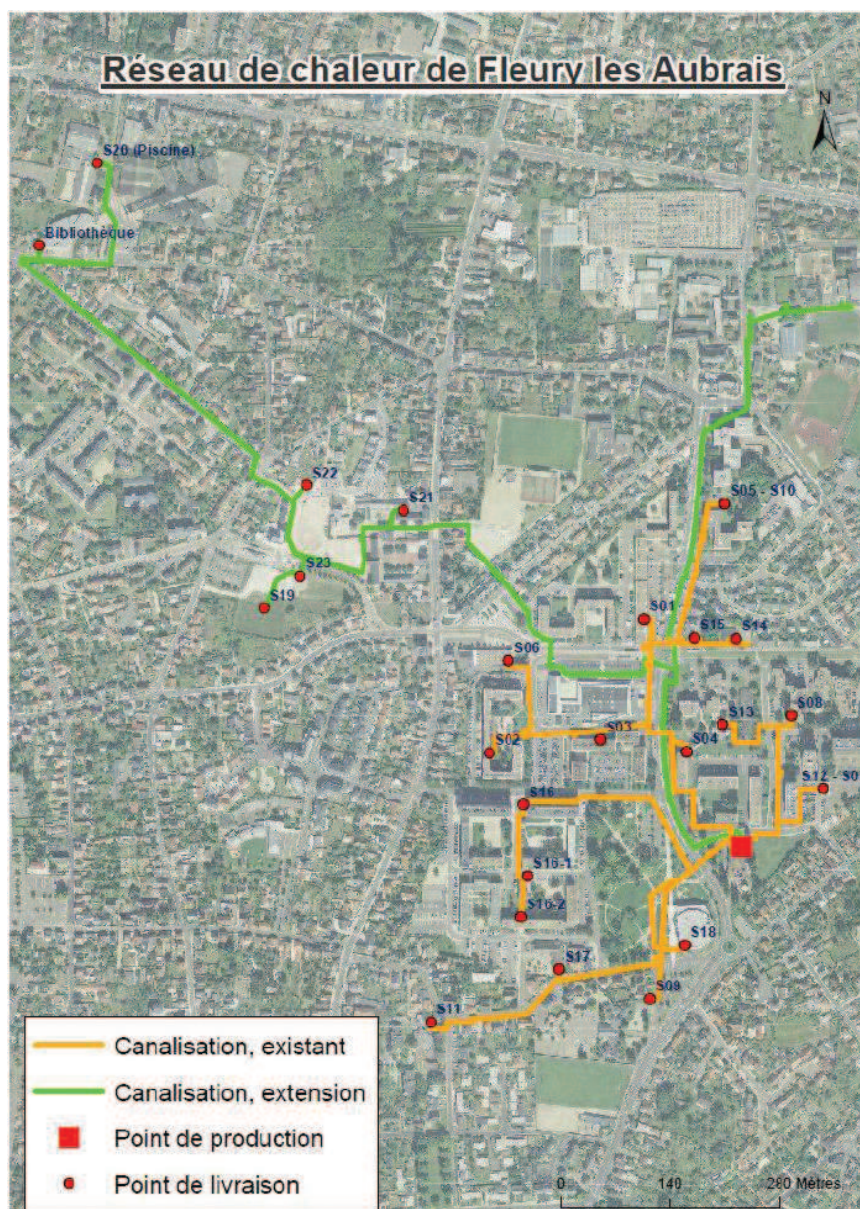 Réseau de chaleur de Fleury les Aubrais
N
S20 (Piscine)
Bibliothèque
S22
S21
S05 - S10
S23
S19
S01
S15
S14
S06
S13
S08
S02
S03
S04
S12 - S0
S16
S16-1
S16-2
S18
S17
S09
S11
Canalisation, existant
Canalisation, extension
Point de production
Point de livraison
0 140 280 Mètres